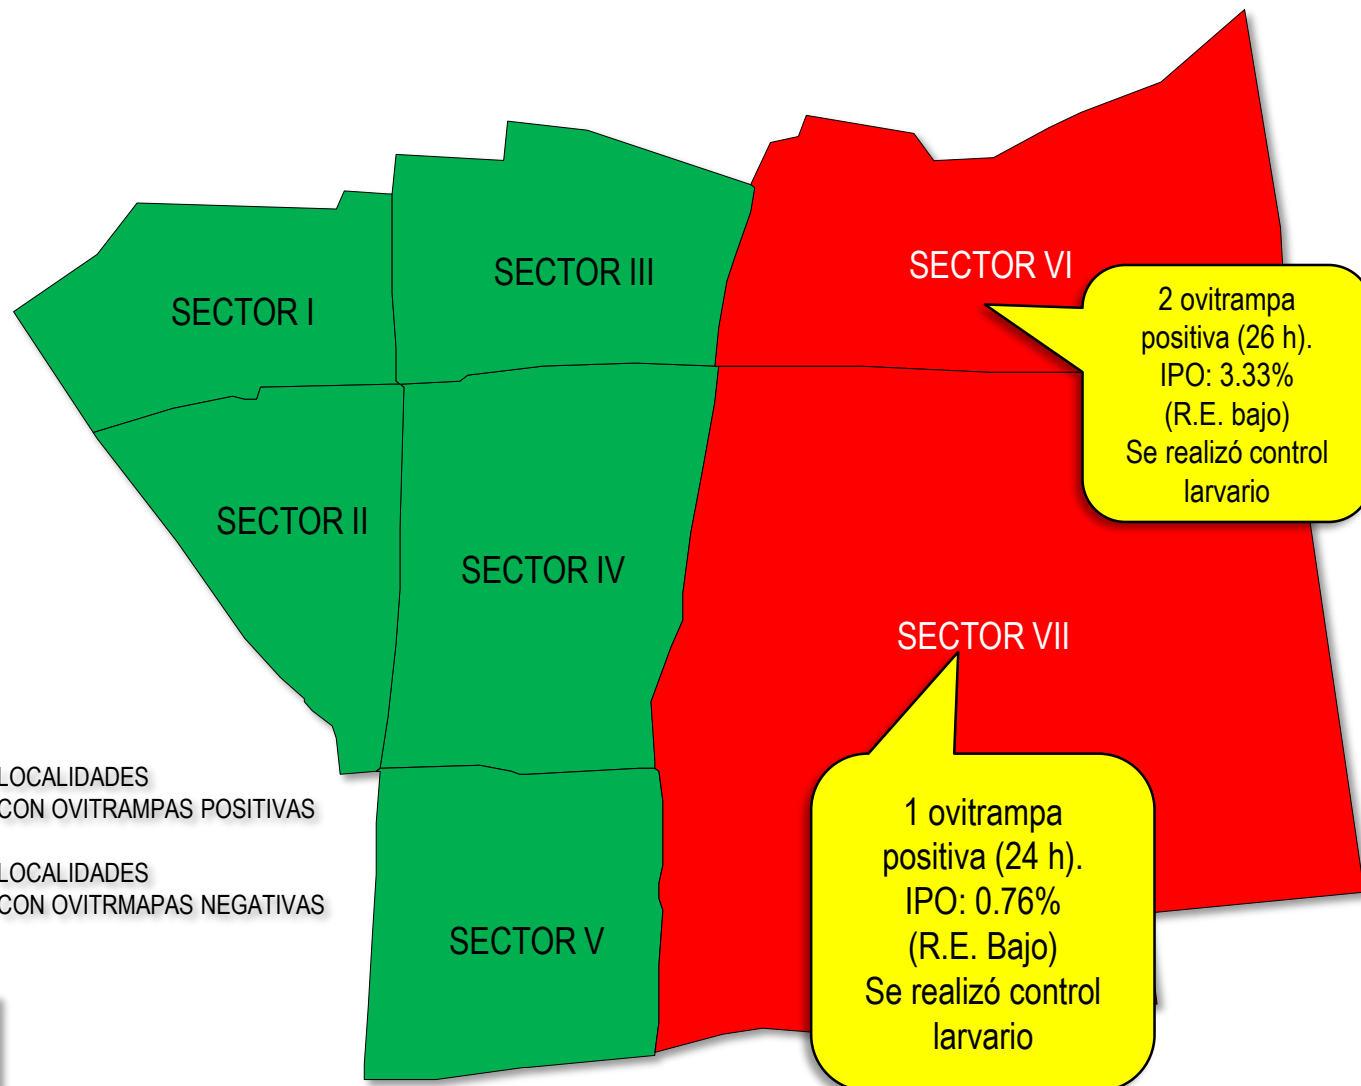 SECTOR I
SECTOR III
SECTOR VI
2 ovitrampa
positiva (26 h).
IPO: 3.33%
(R.E. bajo)
Se realizó control
larvario
SECTOR II
SECTOR IV
SECTOR VII
LOCALIDADES
CON OVITRAMPAS POSITIVAS
LOCALIDADES
CON OVITRMAPAS NEGATIVAS
SECTOR V
1 ovitrampa
positiva (24 h).
IPO: 0.76%
(R.E. Bajo)
Se realizó control
larvario